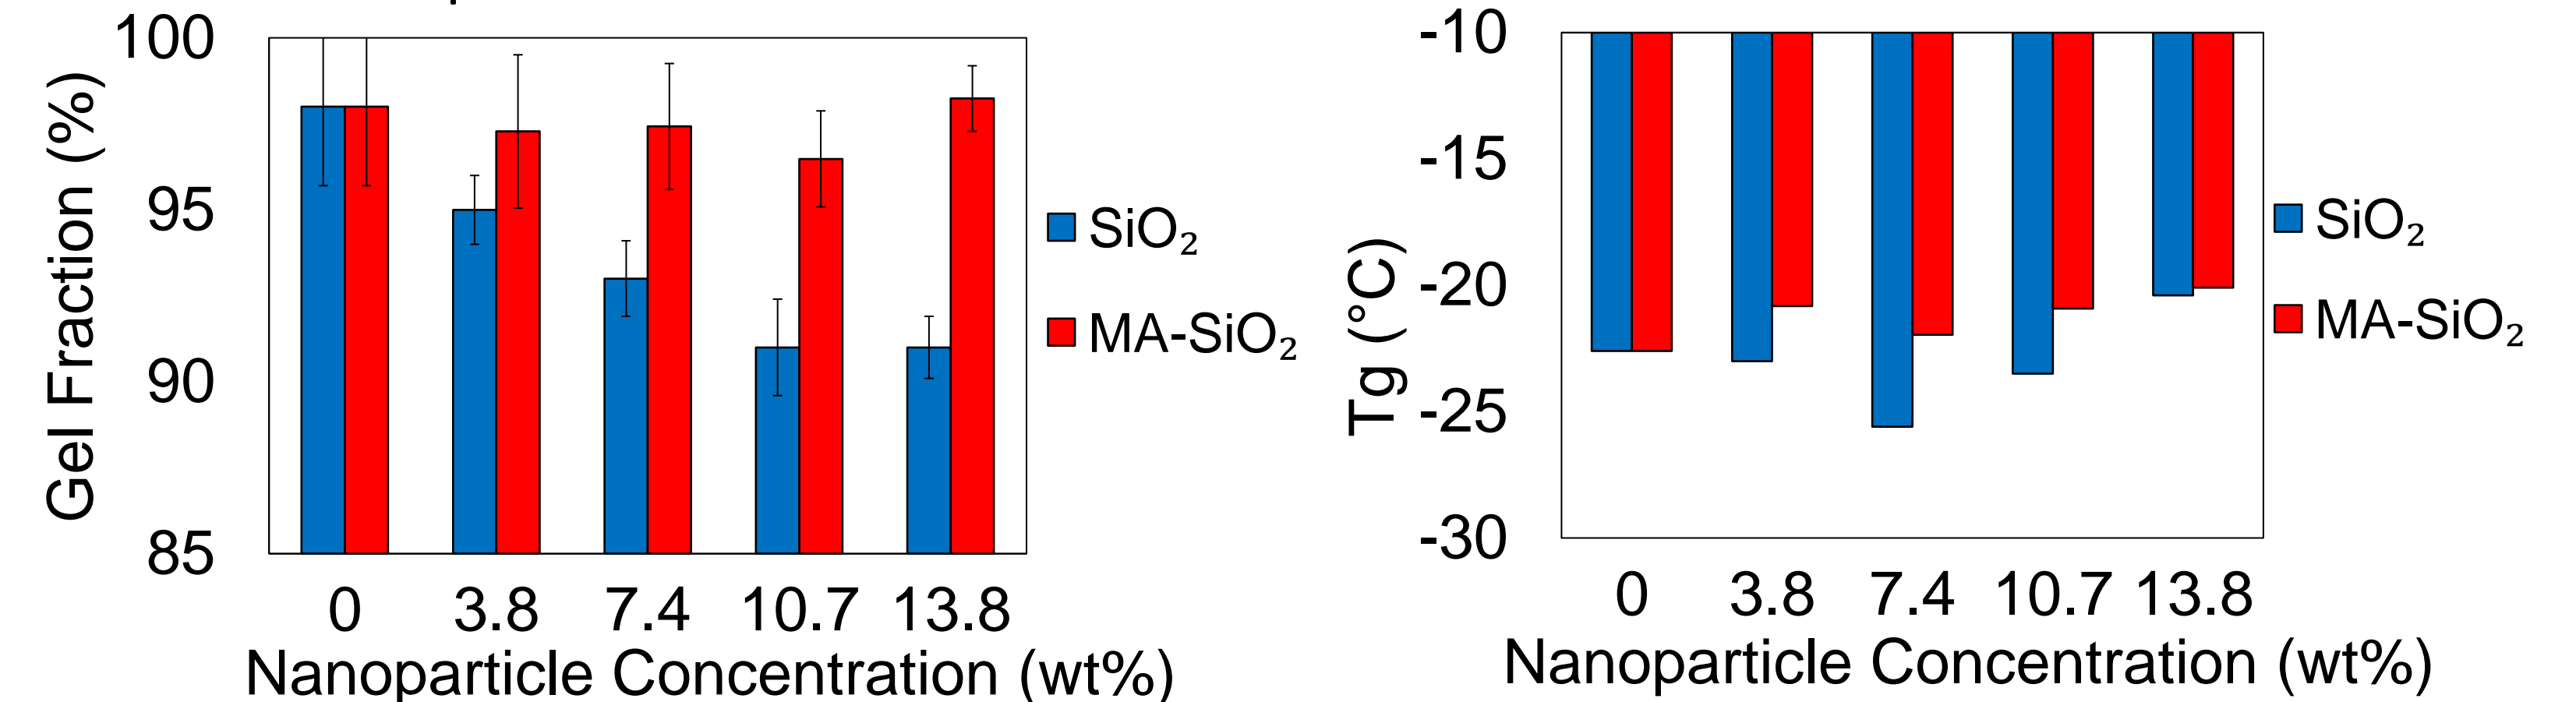 100
95
90
85
Gel Fraction (%)
0 3.8 7.4 10.7 13.8
Nanoparticle Concentration (wt%)
SiO₂
MA-SiO₂
-10
-15
-20
-25
-30
Tg (°C)
0 3.8 7.4 10.7 13.8
Nanoparticle Concentration (wt%)
SiO₂
MA-SiO₂